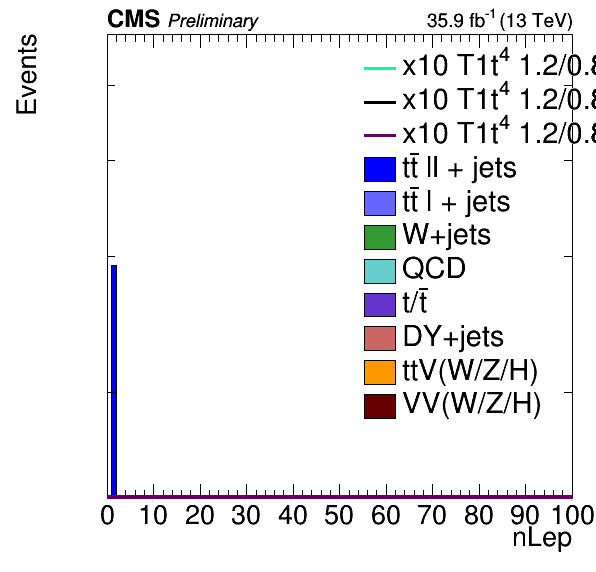 CMS Preliminary 35.9 fb⁻¹ (13 TeV)
Events
x10 T1t⁴ 1.2/0.8
x10 T1t⁴ 1.2/0.8
x10 T1t⁴ 1.2/0.8
tt̄ ll + jets
tt̄ l + jets
W+jets
QCD
t/t̄
DY+jets
ttV(W/Z/H)
VV(W/Z/H)
0 10 20 30 40 50 60 70 80 90 100
nLep